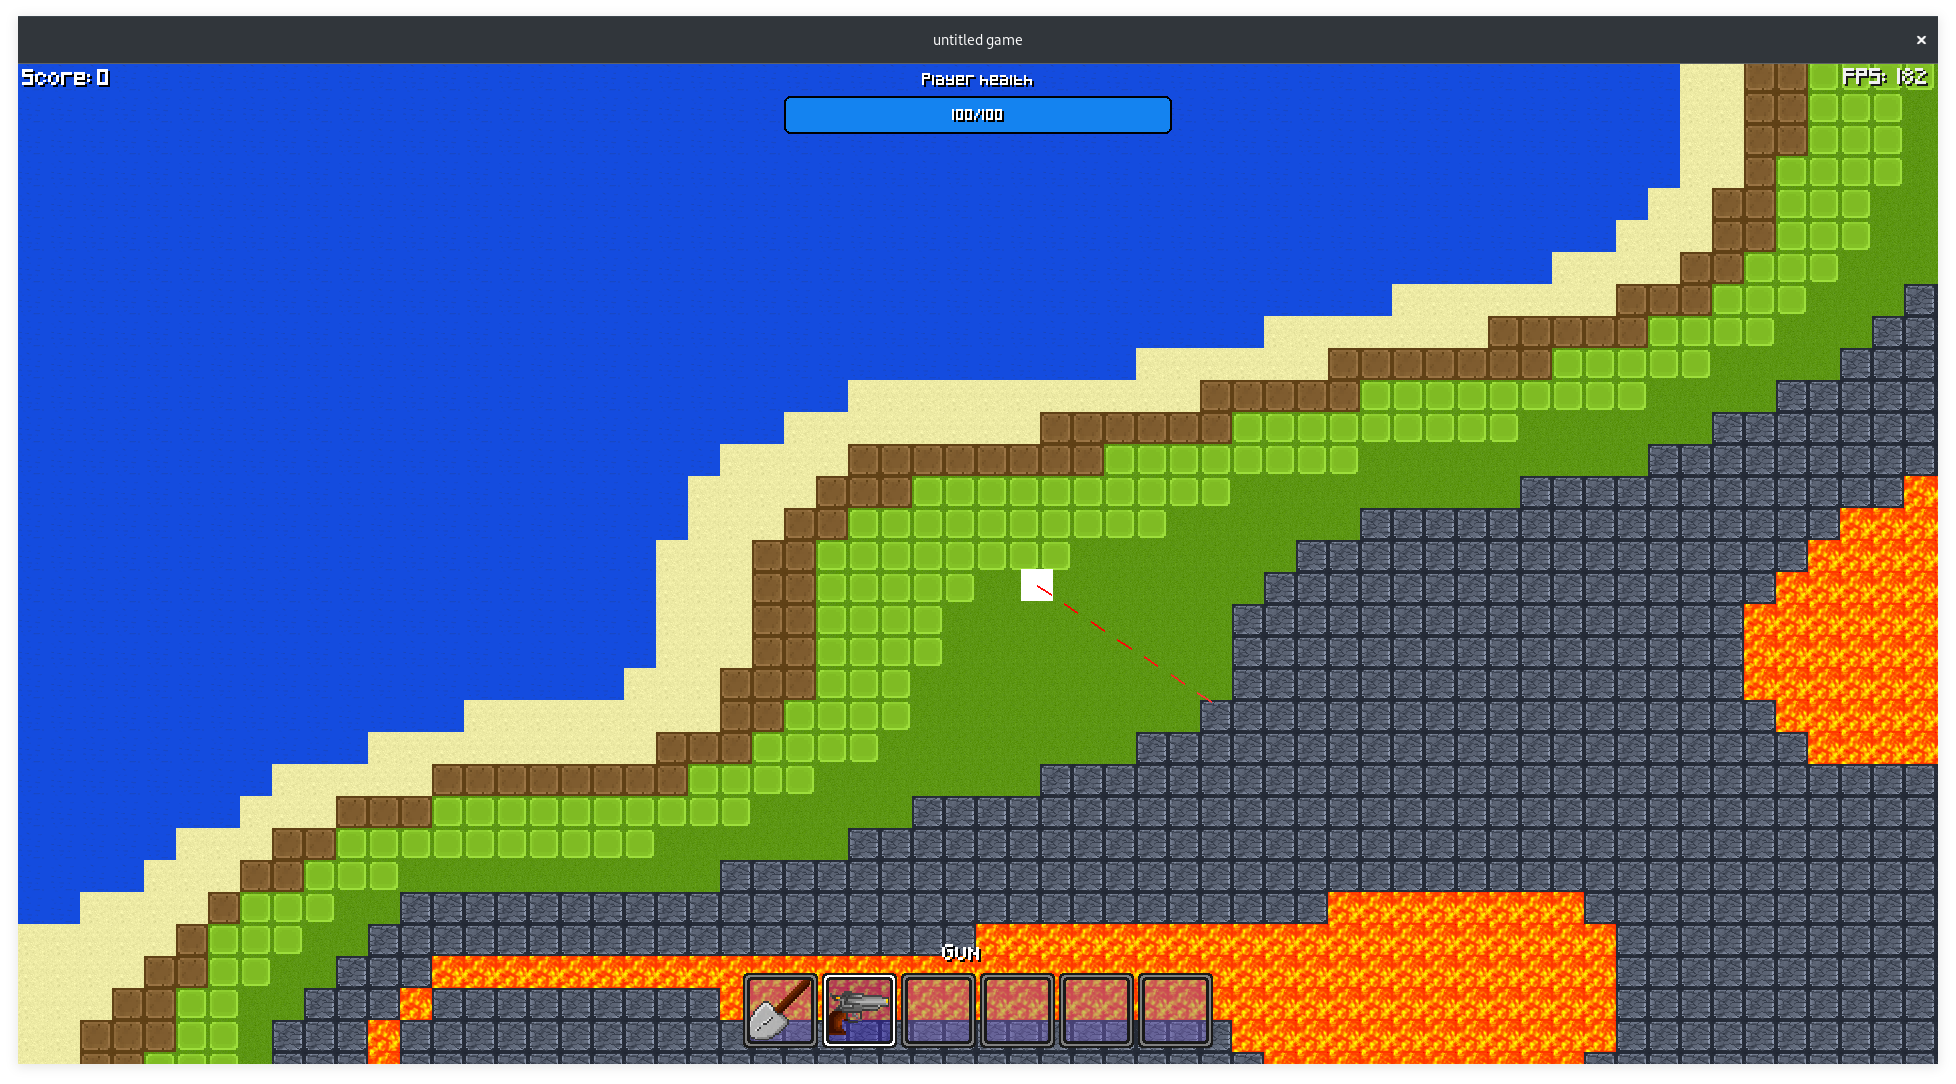 untitled game
Score: 0
Player health
FPS: 182
100/100
Gun